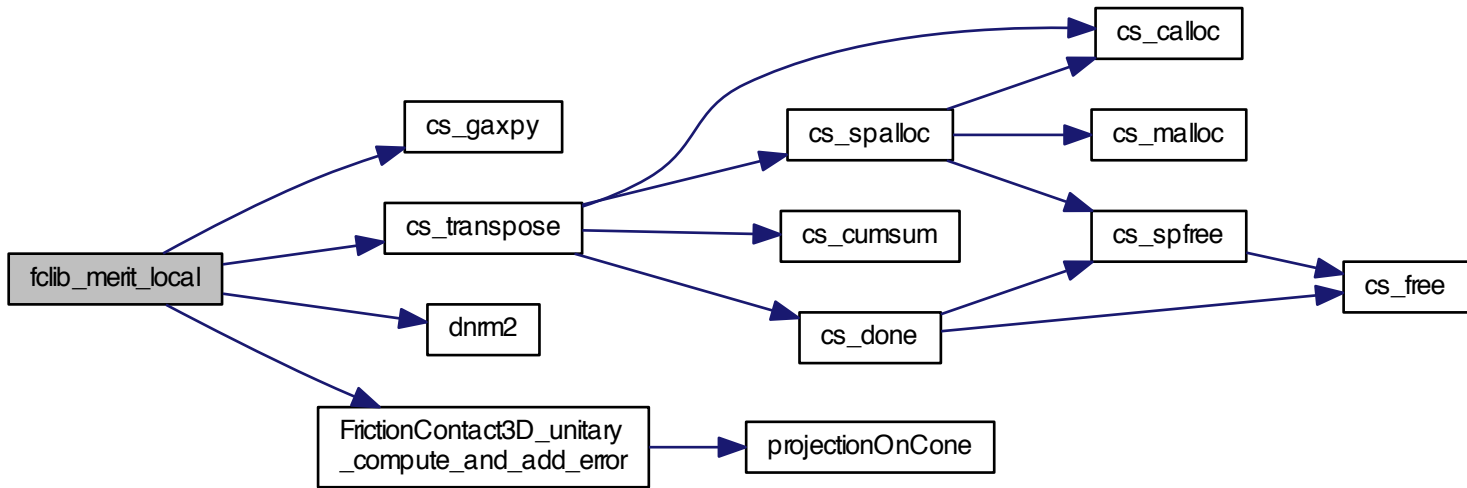 fclib_merit_local
cs_gaxpy
cs_transpose
dnrm2
FrictionContact3D_unitary
_compute_and_add_error
cs_spalloc
cs_cumsum
cs_done
projectionOnCone
cs_calloc
cs_malloc
cs_spfree
cs_free